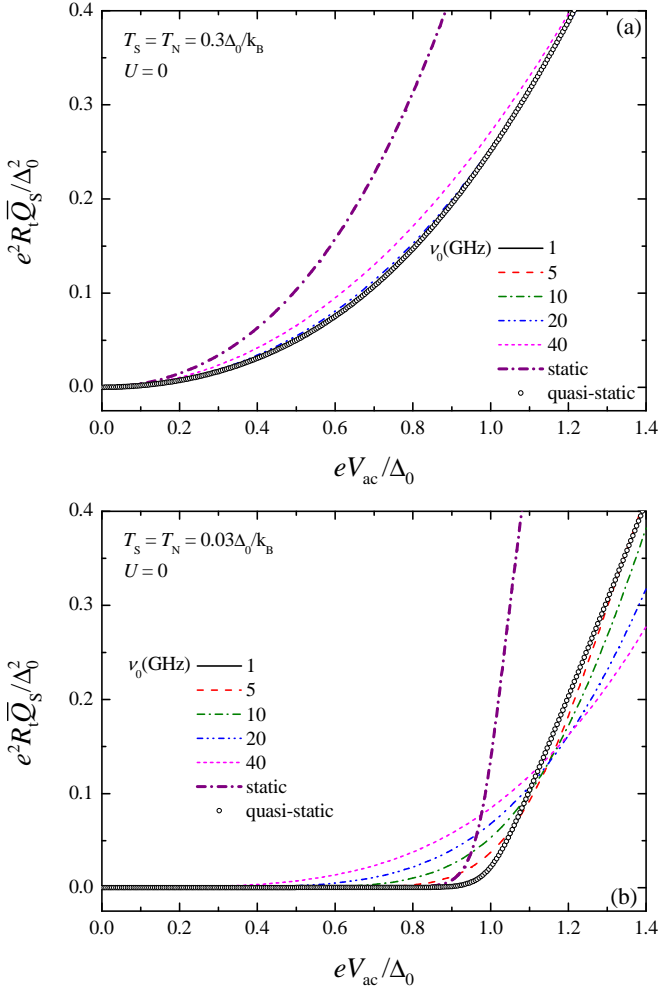 (a)
T_S = T_N = 0.3Δ_0/k_B
U = 0
e^2R_tQ̅_S/Δ_0^2
0.4
0.3
0.2
0.1
0.0
ν_0(GHz)
1
5
10
20
40
static
quasi-static
0.0 0.2 0.4 0.6 0.8 1.0 1.2 1.4
eV_ac/Δ_0
T_S = T_N = 0.03Δ_0/k_B
U = 0
e^2R_tQ̅_S/Δ_0^2
0.4
0.3
0.2
0.1
0.0
ν_0(GHz)
1
5
10
20
40
static
quasi-static
(b)
0.0 0.2 0.4 0.6 0.8 1.0 1.2 1.4
eV_ac/Δ_0